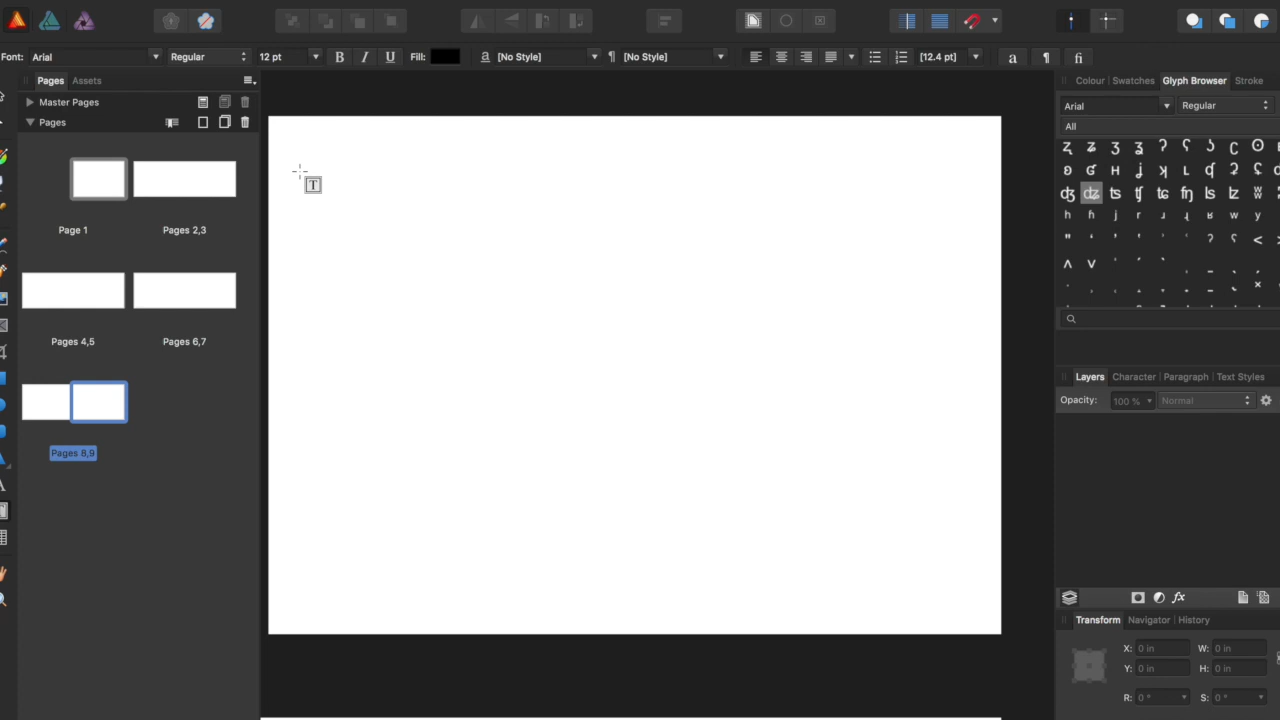 Font: Arial Regular 12 pt B I U Fill: a [No Style] ¶ [No Style] [12.4 pt] a ¶ fi
Pages Assets
Master Pages
Pages
Page 1 Pages 2,3
Pages 4,5 Pages 6,7
Pages 8,9
T
Colour Swatches Glyph Browser Stroke
Arial Regular
All
Layers Character Paragraph Text Styles
Opacity: 100 % Normal
fx
Transform Navigator History
X: 0 in W: 0 in
Y: 0 in H: 0 in
R: 0 ° S: 0 °